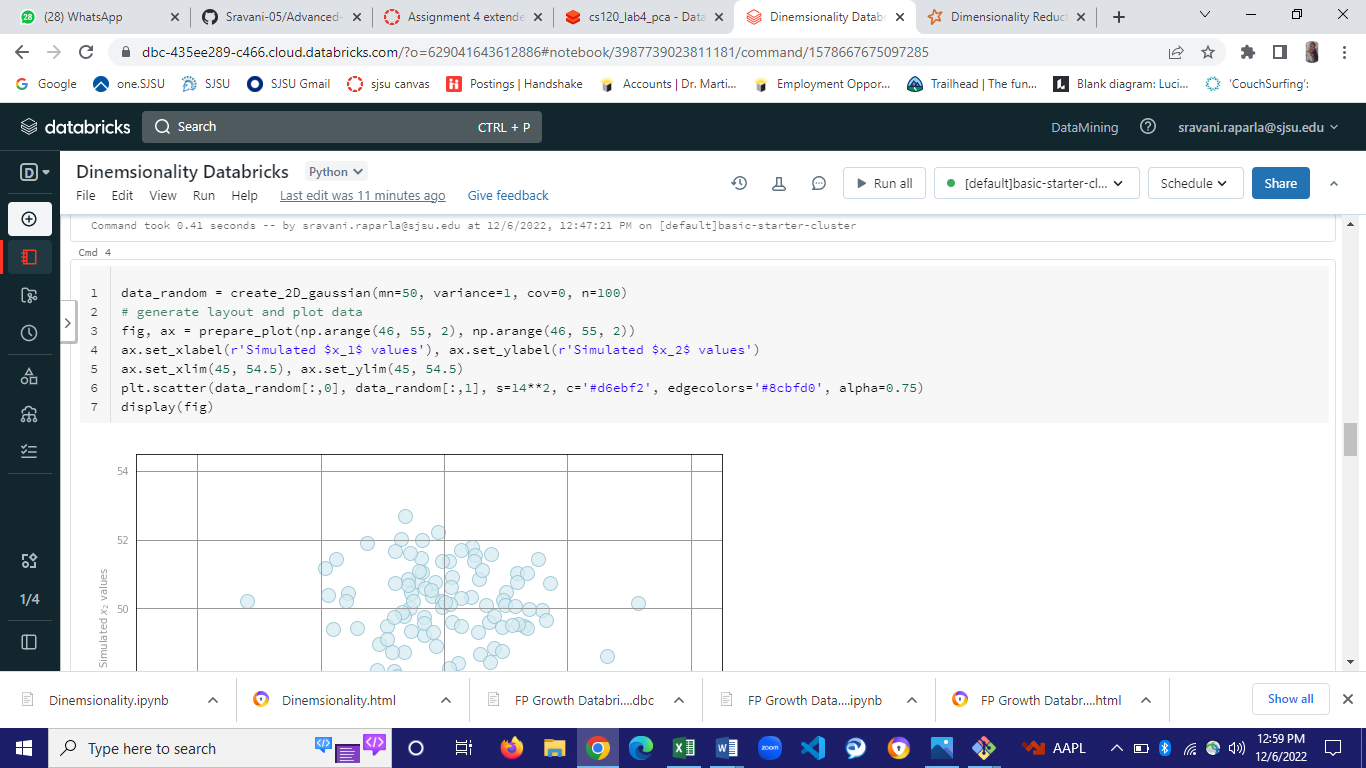 28 (28) WhatsApp
Sravani-05/Advanced-
Assignment 4 extende
cs120_lab4_pca - Data
Dinemsionality Datab
Dimensionality Reduct
dbc-435ee289-c466.cloud.databricks.com/?o=629041643612886#notebook/3987739023811181/command/1578667675097285
Google
one.SJSU
SJSU
SJSU Gmail
sjsu canvas
Postings | Handshake
Accounts | Dr. Marti...
Employment Oppor...
Trailhead | The fun...
Blank diagram: Luci...
'CouchSurfing':
databricks
Search
CTRL + P
DataMining
sravani.raparla@sjsu.edu
D
Dinemsionality Databricks
Python
File Edit View Run Help
Last edit was 11 minutes ago
Give feedback
Run all
[default]basic-starter-cl...
Schedule
Share
Command took 0.41 seconds -- by sravani.raparla@sjsu.edu at 12/6/2022, 12:47:21 PM on [default]basic-starter-cluster
Cmd 4
1 data_random = create_2D_gaussian(mn=50, variance=1, cov=0, n=100)
2 # generate layout and plot data
3 fig, ax = prepare_plot(np.arange(46, 55, 2), np.arange(46, 55, 2))
4 ax.set_xlabel(r'Simulated $x_1$ values'), ax.set_ylabel(r'Simulated $x_2$ values')
5 ax.set_xlim(45, 54.5), ax.set_ylim(45, 54.5)
6 plt.scatter(data_random[:,0], data_random[:,1], s=14**2, c='#d6ebf2', edgecolors='#8cbfd0', alpha=0.75)
7 display(fig)
54
52
50
Simulated x₂ values
1/4
Dinemsionality.ipynb
Dinemsionality.html
FP Growth Databri....dbc
FP Growth Data....ipynb
FP Growth Databr....html
Show all
Type here to search
zoom
AAPL
12:59 PM
12/6/2022